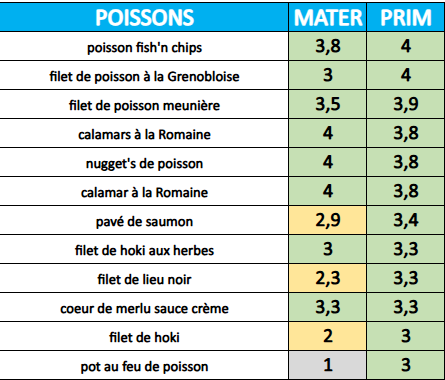 POISSONS MATER PRIM
poisson fish'n chips 3,8 4
filet de poisson à la Grenobloise 3 4
filet de poisson meunière 3,5 3,9
calamars à la Romaine 4 3,8
nugget's de poisson 4 3,8
calamar à la Romaine 4 3,8
pavé de saumon 2,9 3,4
filet de hoki aux herbes 3 3,3
filet de lieu noir 2,3 3,3
coeur de merlu sauce crème 3,3 3,3
filet de hoki 2 3
pot au feu de poisson 1 3